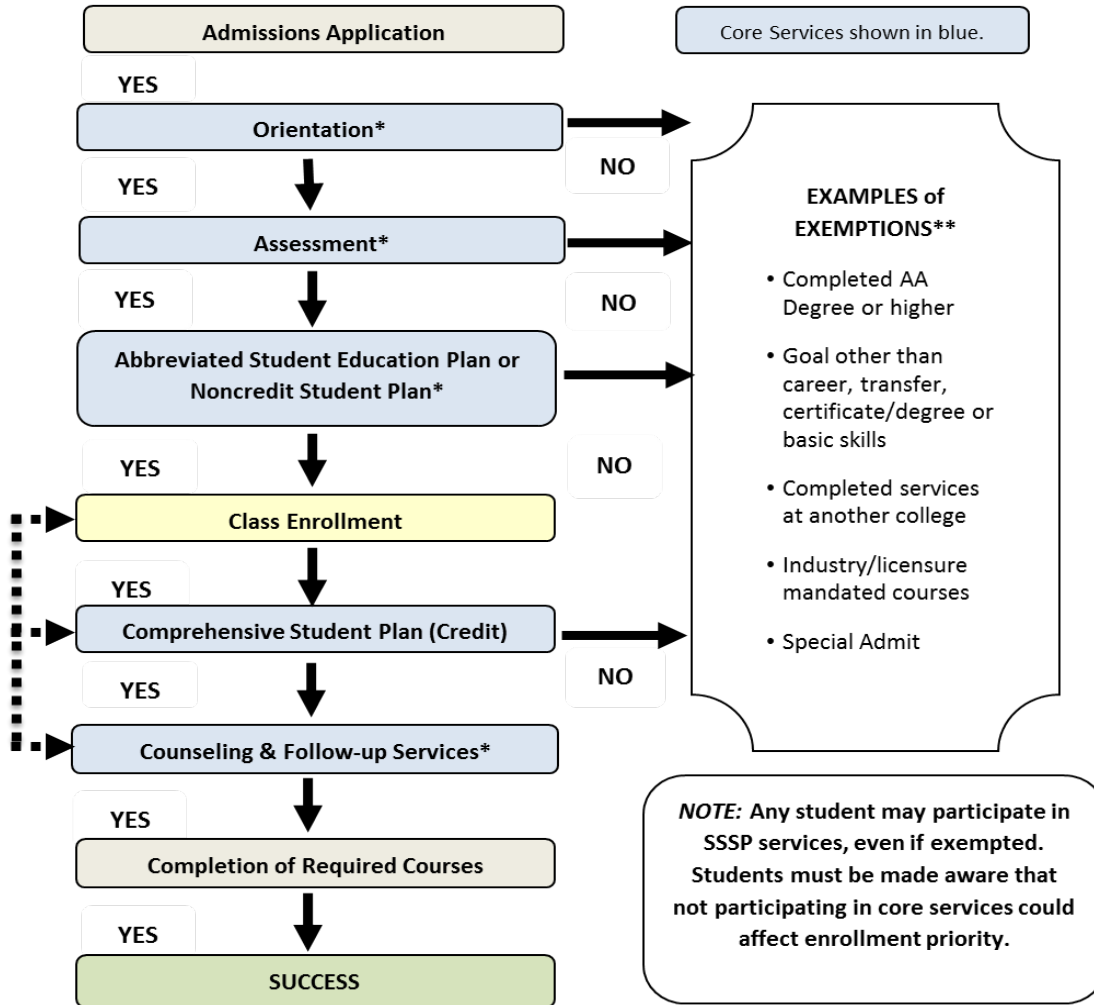 Admissions Application
Core Services shown in blue.
YES
Orientation*
NO
YES
Assessment*
NO
YES
Abbreviated Student Education Plan or
Noncredit Student Plan*
NO
YES
Class Enrollment
YES
Comprehensive Student Plan (Credit)
NO
YES
Counseling & Follow-up Services*
YES
Completion of Required Courses
YES
SUCCESS
EXAMPLES of
EXEMPTIONS**
• Completed AA
Degree or higher
• Goal other than
career, transfer,
certificate/degree or
basic skills
• Completed services
at another college
• Industry/licensure
mandated courses
• Special Admit
NOTE: Any student may participate in
SSSP services, even if exempted.
Students must be made aware that
not participating in core services could
affect enrollment priority.